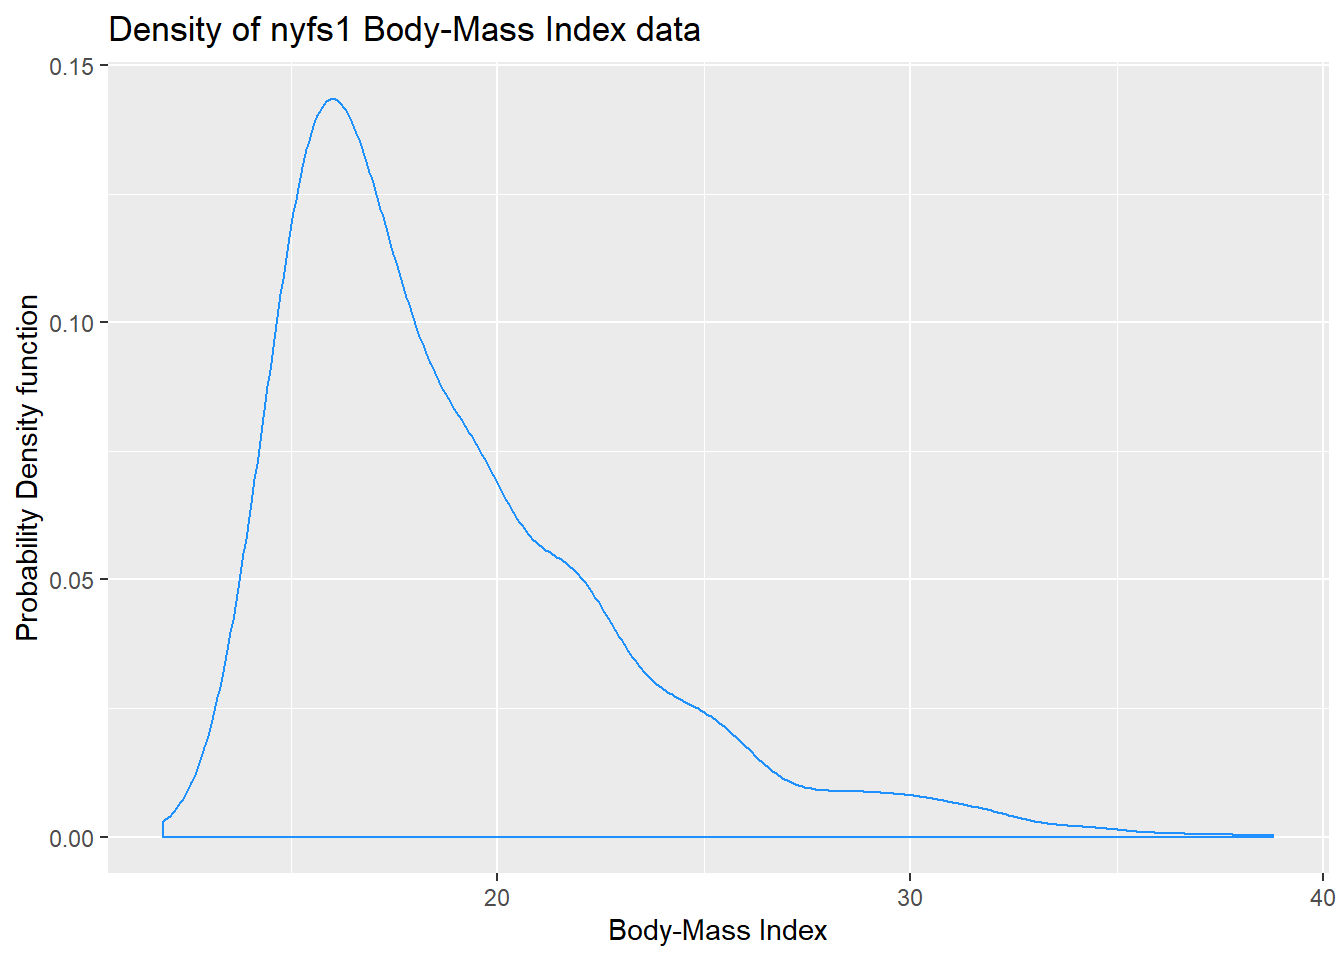 Density of nyfs1 Body-Mass Index data
0.15
0.10
0.05
0.00
Probability Density function
20
30
40
Body-Mass Index